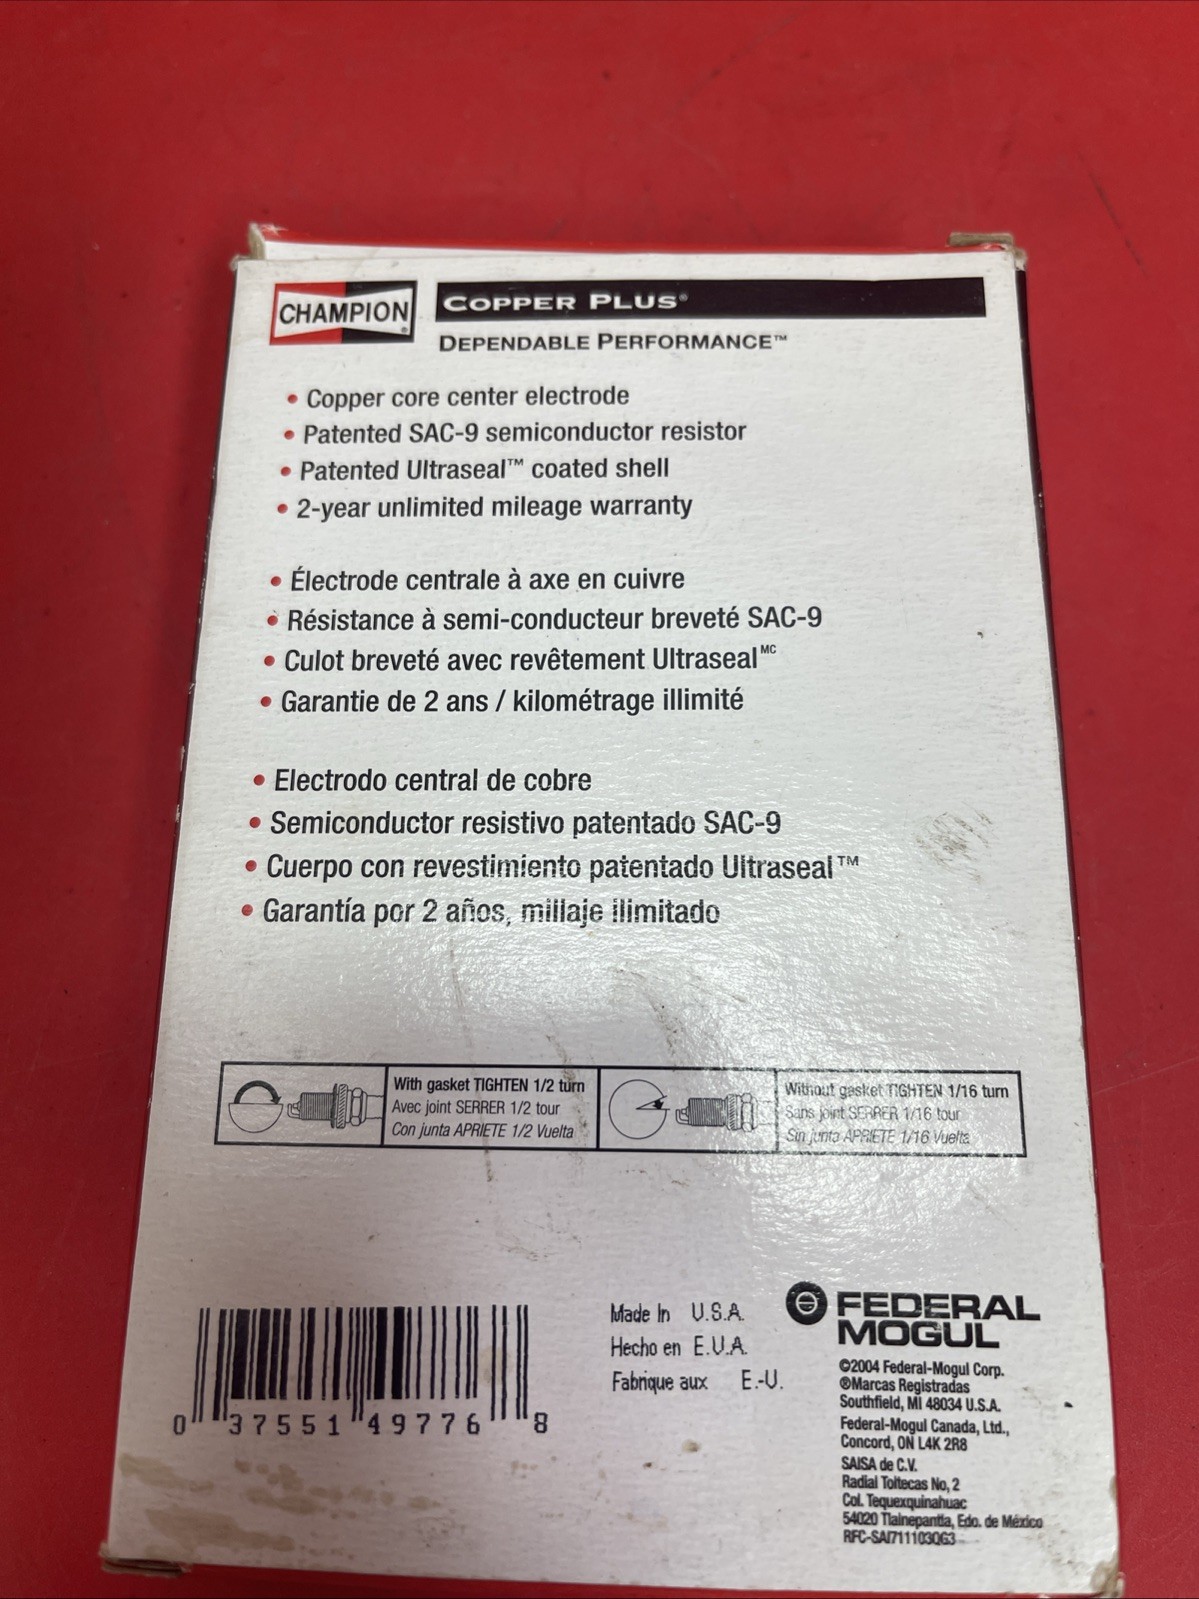 CHAMPION®
COPPER PLUS®
DEPENDABLE PERFORMANCE™
• Copper core center electrode
• Patented SAC-9 semiconductor resistor
• Patented Ultraseal™ coated shell
• 2-year unlimited mileage warranty
• Électrode centrale à axe en cuivre
• Résistance à semi-conducteur breveté SAC-9
• Culot breveté avec revêtement Ultraseal MC
• Garantie de 2 ans / kilométrage illimité
• Electrodo central de cobre
• Semiconductor resistivo patentado SAC-9
• Cuerpo con revestimiento patentado Ultraseal™
• Garantía por 2 años, millaje ilimitado
With gasket TIGHTEN 1/2 turn
Avec joint SERRER 1/2 tour
Con junta APRIETE 1/2 Vuelta
Without gasket TIGHTEN 1/16 turn
Sans joint SERRER 1/16 tour
Sin junta APRIETE 1/16 Vuelta
0 37551 49776 8
Made In U.S.A.
Hecho en E.U.A.
Fabrique aux E.-U.
FEDERAL
MOGUL
©2004 Federal-Mogul Corp.
®Marcas Registradas
Southfield, MI 48034 U.S.A.
Federal-Mogul Canada, Ltd.,
Concord, ON L4K 2R8
SAISA de C.V.
Radial Toltecas No, 2
Col. Tequexquinahuac
54020 Tlalnepantla, Edo. de México
RFC-SAI711103QG3